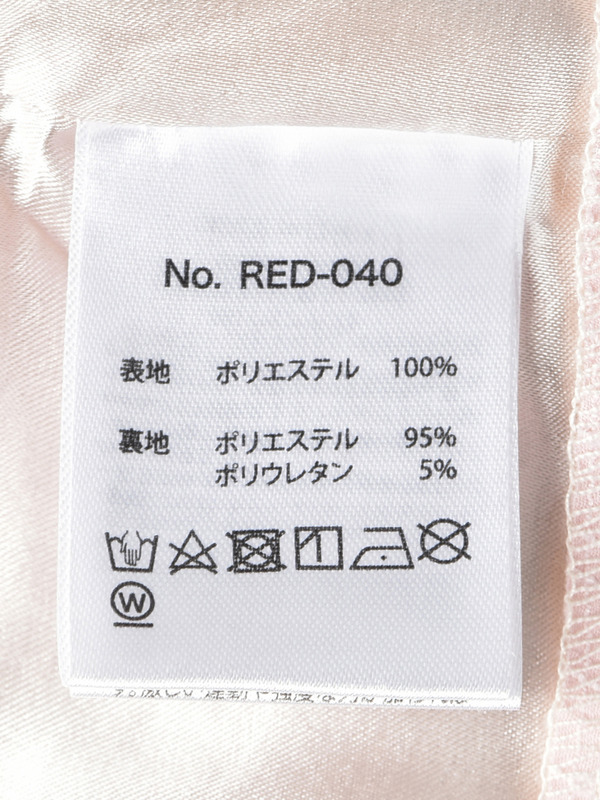 No. RED-040
表地 ポリエステル 100%
裏地 ポリエステル 95%
ポリウレタン 5%
W